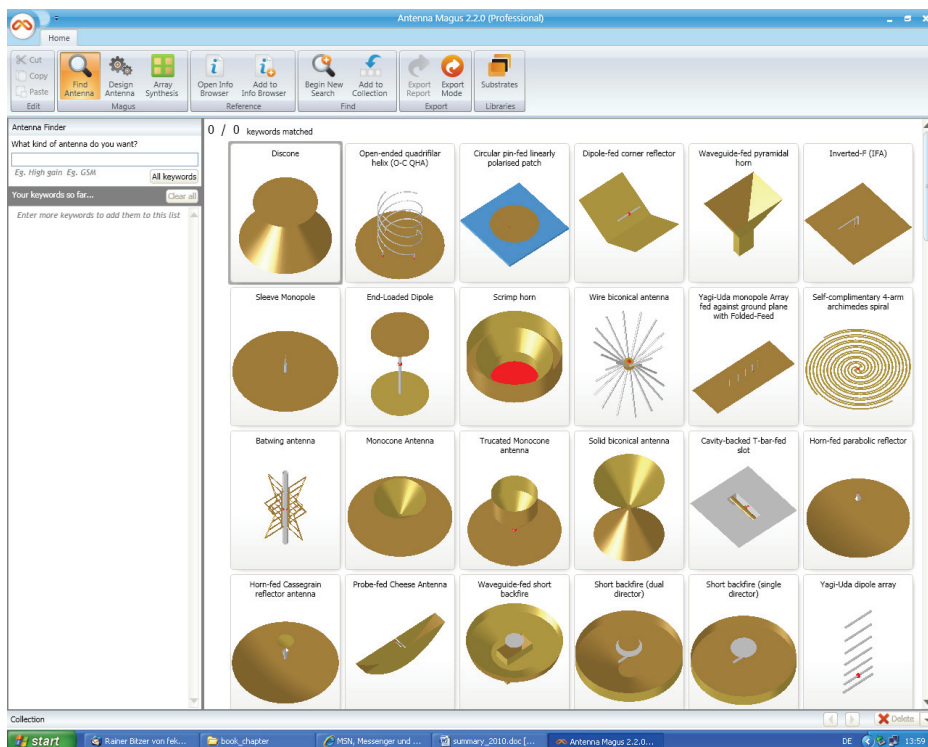 Antenna Magus 2.2.0 (Professional)
Home
Cut
Copy
Paste
Edit
Find Antenna
Design Antenna
Array Synthesis
Magus
Open Info Browser
Add to Info Browser
Reference
Begin New Search
Add to Collection
Find
Export Report
Export Mode
Export
Substrates
Libraries
Antenna Finder
What kind of antenna do you want?
Eg. High gain Eg. GSM
All keywords
Your keywords so far...
Clear all
Enter more keywords to add them to this list
0 / 0 keywords matched
Discone
Open-ended quadrifilar
helix (O-C QHA)
Circular pin-fed linearly
polarised patch
Dipole-fed corner reflector
Waveguide-fed pyramidal
horn
Inverted-F (IFA)
Sleeve Monopole
End-Loaded Dipole
Scrimp horn
Wire biconical antenna
Yagi-Uda monopole Array
fed against ground plane
with Folded-Feed
Self-complimentary 4-arm
archimedes spiral
Batwing antenna
Monocone Antenna
Trucated Monocone
antenna
Solid biconical antenna
Cavity-backed T-bar-fed
slot
Horn-fed parabolic reflector
Horn-fed Cassegrain
reflector antenna
Probe-fed Cheese Antenna
Waveguide-fed short
backfire
Short backfire (dual
director)
Short backfire (single
director)
Yagi-Uda dipole array
Collection
Delete
start
Rainer Bitzer von fek...
book_chapter
MSN, Messenger und ...
summary_2010.doc [...
Antenna Magus 2.2.0...
DE
13:59